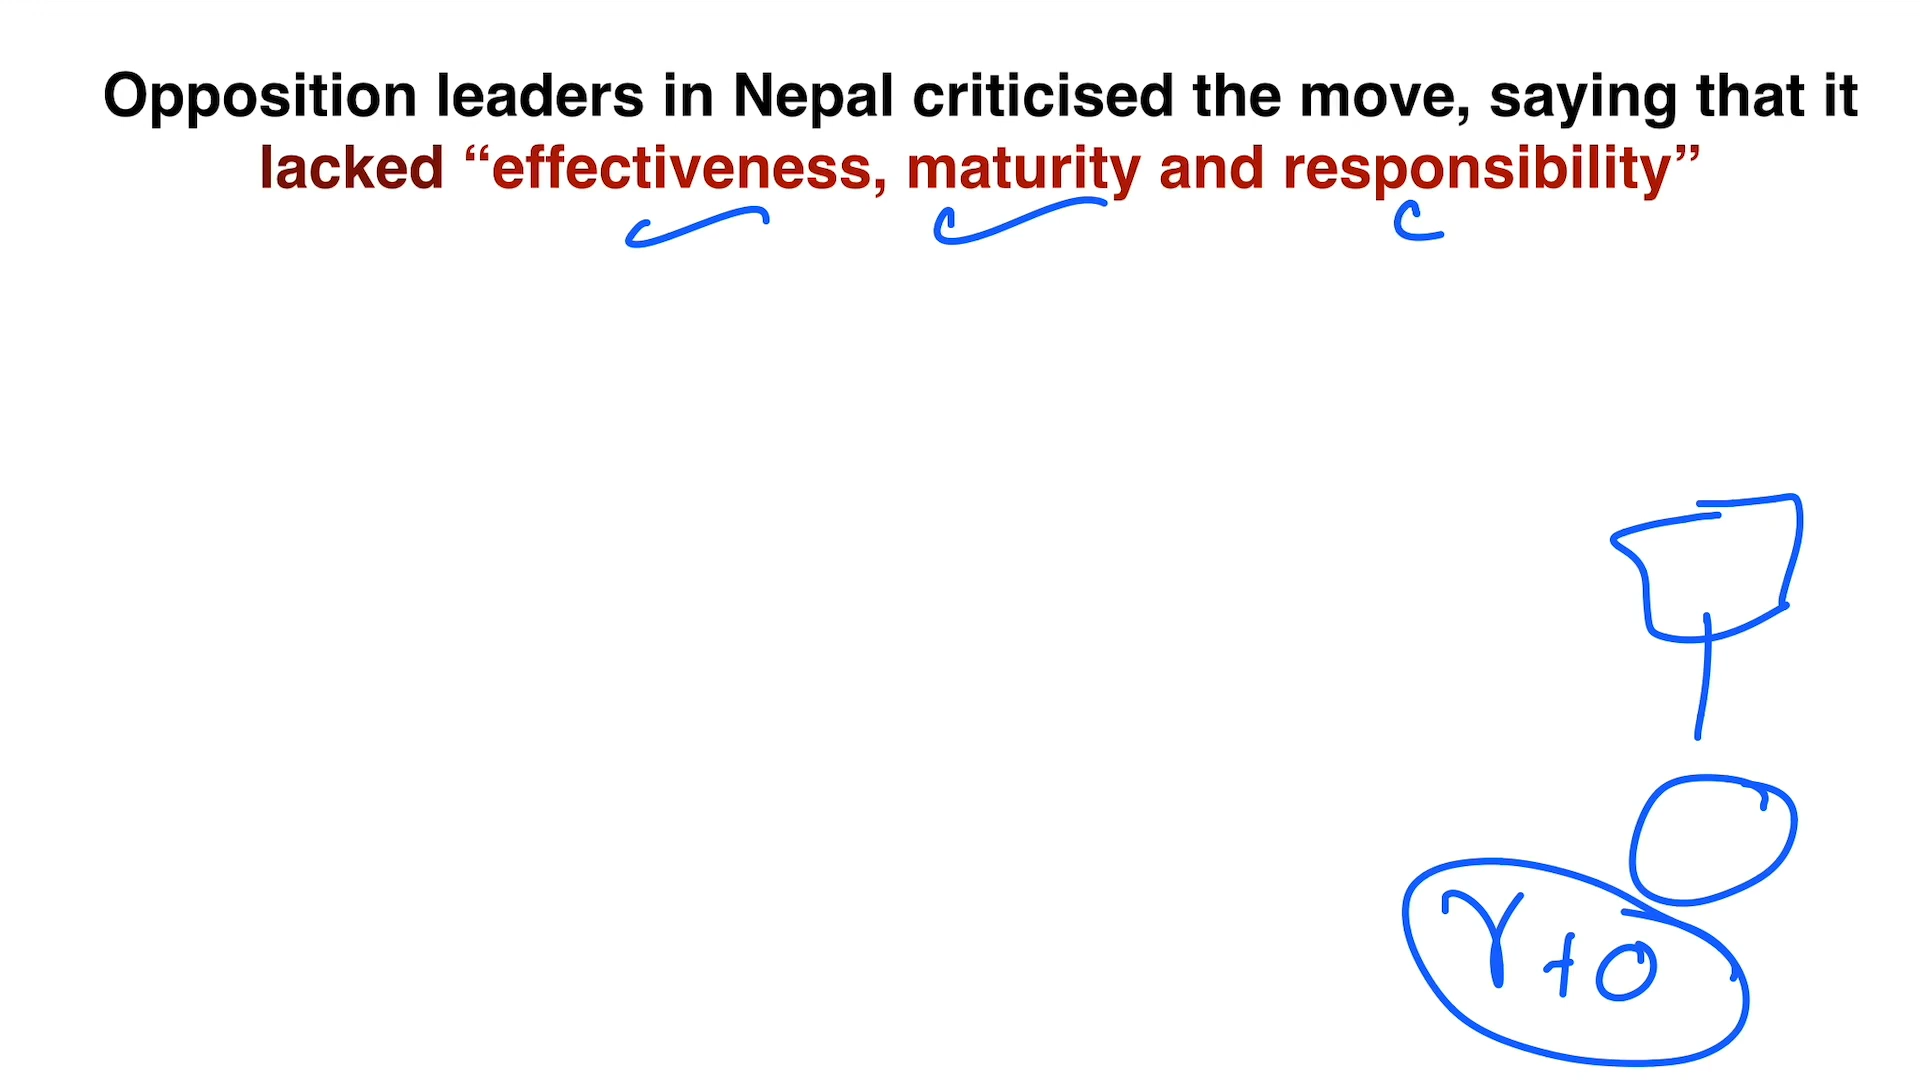 Opposition leaders in Nepal criticised the move, saying that it
lacked “effectiveness, maturity and responsibility”
Y+O